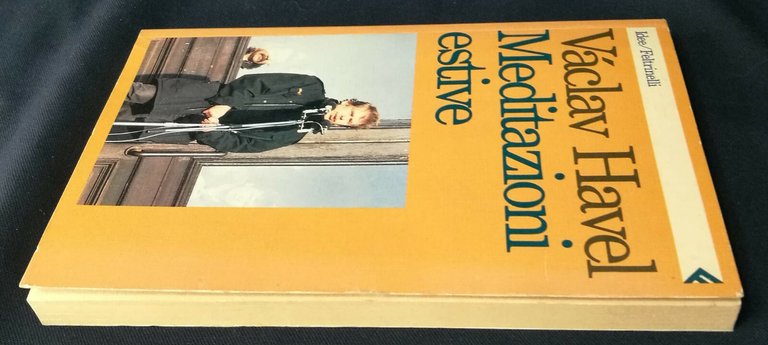 Idee/Feltrinelli
Václav Havel
Meditazioni
estive